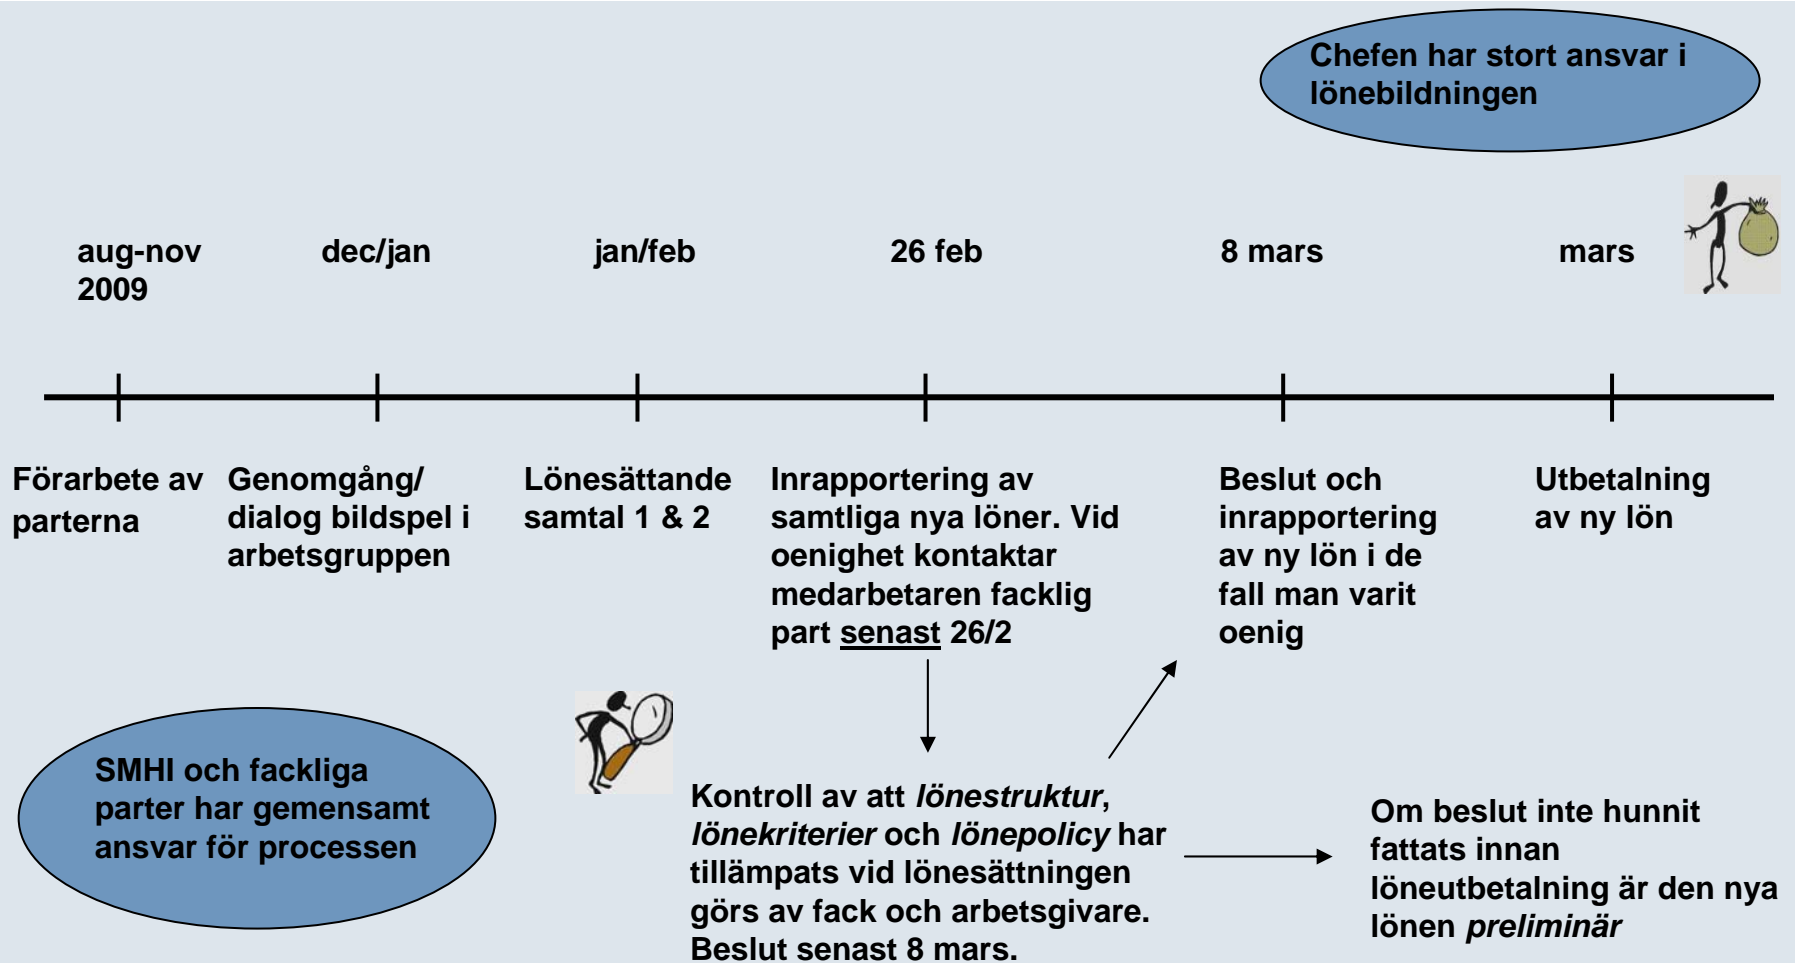 Chefen har stort ansvar i
lönebildningen
aug-nov
2009
dec/jan
jan/feb
26 feb
8 mars
mars
Förarbete av
parterna
Genomgång/
dialog bildspel i
arbetsgruppen
Lönesättande
samtal 1 & 2
Inrapportering av
samtliga nya löner. Vid
oenighet kontaktar
medarbetaren facklig
part senast 26/2
Beslut och
inrapportering
av ny lön i de
fall man varit
oenig
Utbetalning
av ny lön
SMHI och fackliga
parter har gemensamt
ansvar för processen
Kontroll av att lönestruktur,
lönekriterier och lönepolicy har
tillämpats vid lönesättningen
görs av fack och arbetsgivare.
Beslut senast 8 mars.
Om beslut inte hunnit
fattats innan
löneutbetalning är den nya
lönen preliminär